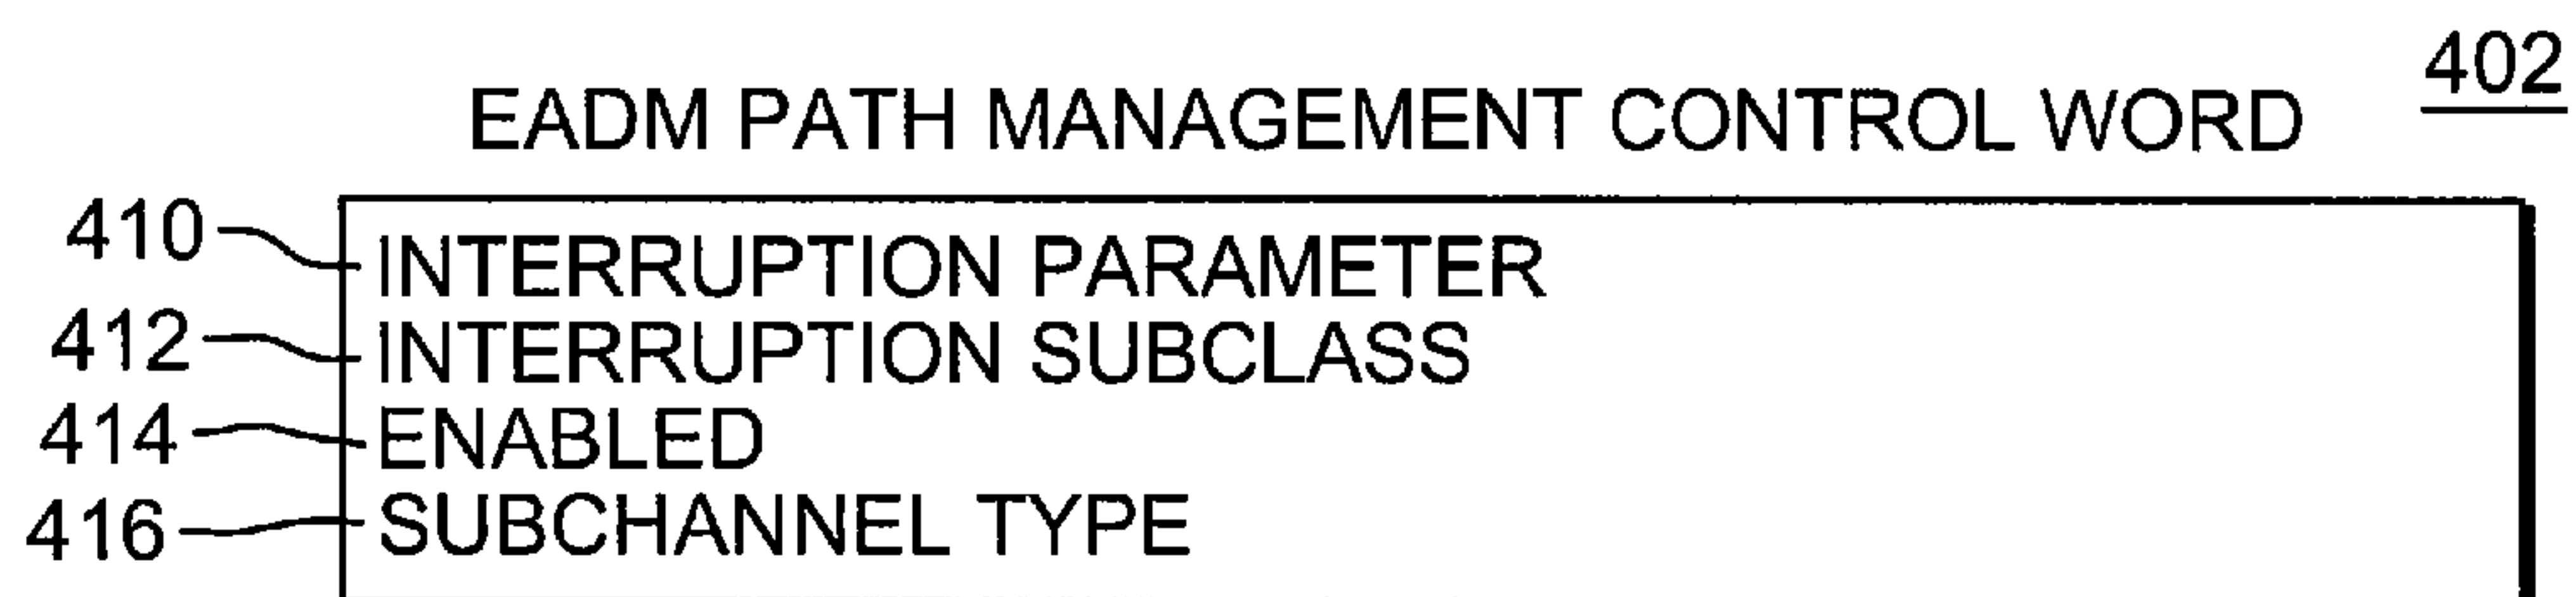 402
EADM PATH MANAGEMENT CONTROL WORD
410 INTERRUPTION PARAMETER
412 INTERRUPTION SUBCLASS
414 ENABLED
416 SUBCHANNEL TYPE